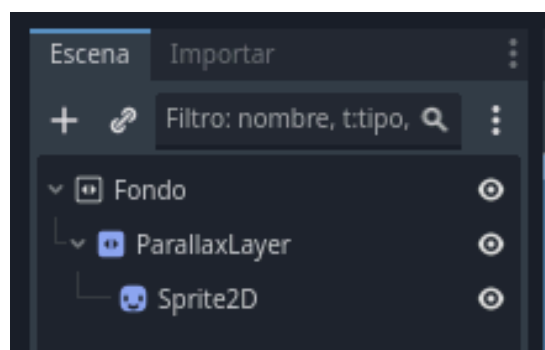 Escena Importar
Filtro: nombre, t:tipo,
Fondo
ParallaxLayer
Sprite2D